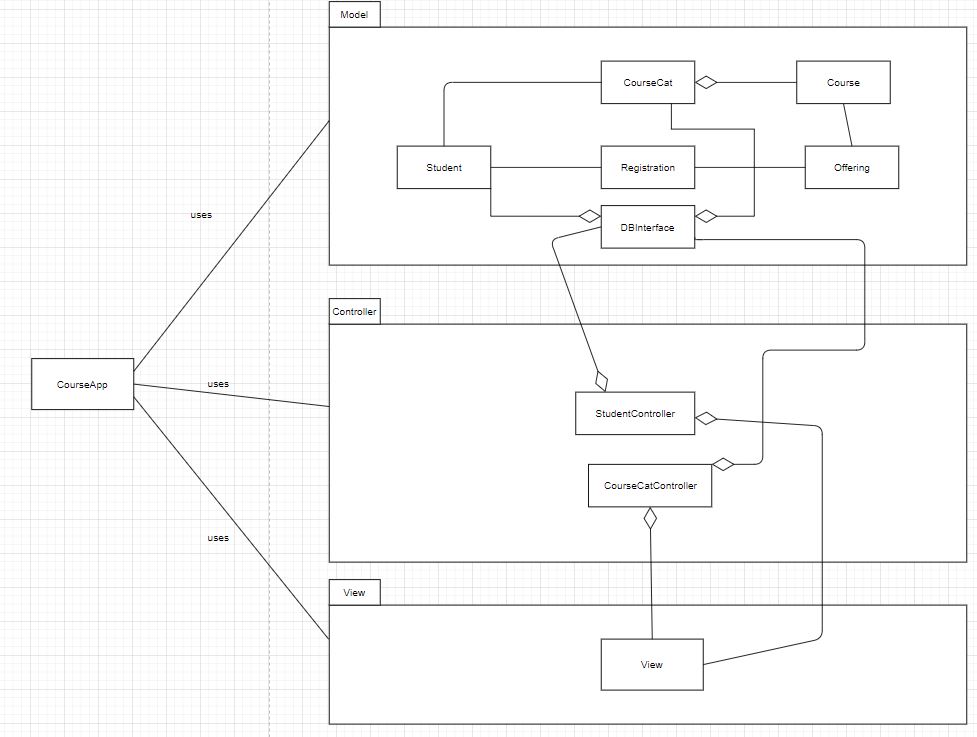 Model
CourseCat
Course
Student
Registration
Offering
uses
DBInterface
Controller
CourseApp
uses
StudentController
CourseCatController
uses
View
View